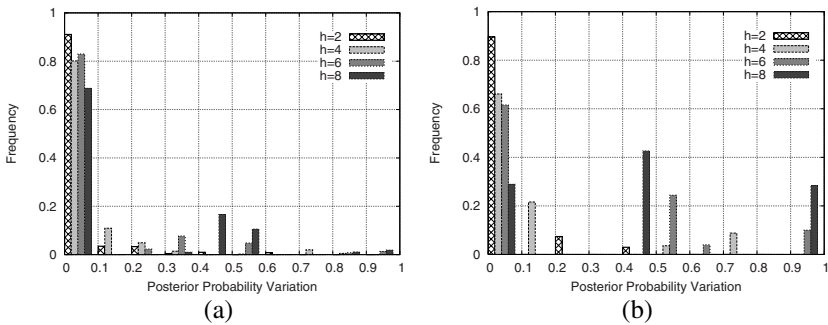 1
0.8
0.6
0.4
0.2
0
Frequency
h=2
h=4
h=6
h=8
0 0.1 0.2 0.3 0.4 0.5 0.6 0.7 0.8 0.9 1
Posterior Probability Variation
(a)
1
0.8
0.6
0.4
0.2
0
Frequency
h=2
h=4
h=6
h=8
0 0.1 0.2 0.3 0.4 0.5 0.6 0.7 0.8 0.9 1
Posterior Probability Variation
(b)